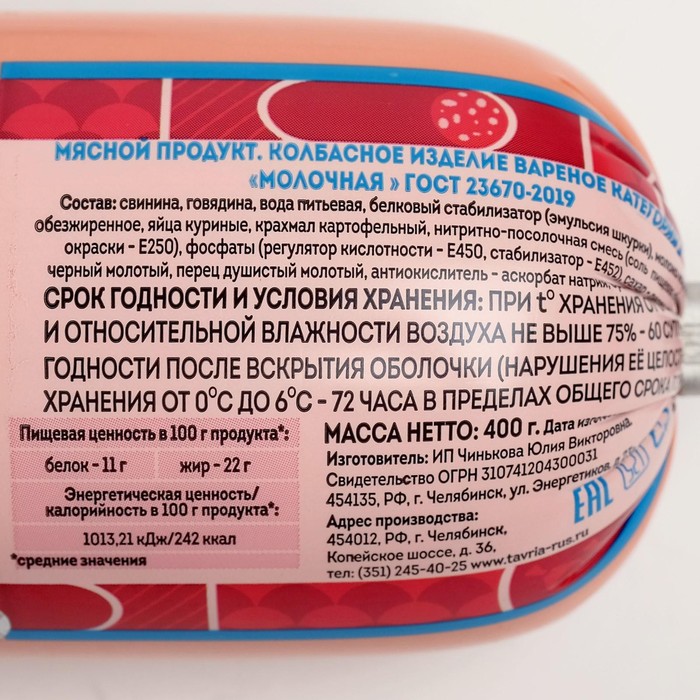 МЯСНОЙ ПРОДУКТ. КОЛБАСНОЕ ИЗДЕЛИЕ ВАРЕНОЕ КАТЕГОРИИ
«МОЛОЧНАЯ » ГОСТ 23670-2019
Состав: свинина, говядина, вода питьевая, белковый стабилизатор (эмульсия шкурки),
обезжиренное, яйца куриные, крахмал картофельный, нитритно-посолочная смесь (соль
окраски - Е250), фосфаты (регулятор кислотности - Е450, стабилизатор - Е452),
черный молотый, перец душистый молотый, антиокислитель - аскорбат
СРОК ГОДНОСТИ И УСЛОВИЯ ХРАНЕНИЯ: ПРИ t° ХРАНЕНИЯ
И ОТНОСИТЕЛЬНОЙ ВЛАЖНОСТИ ВОЗДУХА НЕ ВЫШЕ 75% - 60
ГОДНОСТИ ПОСЛЕ ВСКРЫТИЯ ОБОЛОЧКИ (НАРУШЕНИЯ ЕЁ
ХРАНЕНИЯ ОТ 0°С ДО 6°С - 72 ЧАСА В ПРЕДЕЛАХ ОБЩЕГО СРОКА
Пищевая ценность в 100 г продукта*:
белок - 11 г жир - 22 г
Энергетическая ценность/
калорийность в 100 г продукта*:
1013,21 кДж/242 ккал
*средние значения
МАССА НЕТТО: 400 г. Дата
Изготовитель: ИП Чинькова Юлия Викторовна,
Свидетельство ОГРН 310741204300031
454135, РФ, г. Челябинск, ул. Энергетиков,
Адрес производства:
454012, РФ, г. Челябинск,
Копейское шоссе, д. 36,
тел: (351) 245-40-25 www.tavria-rus.ru
EAC